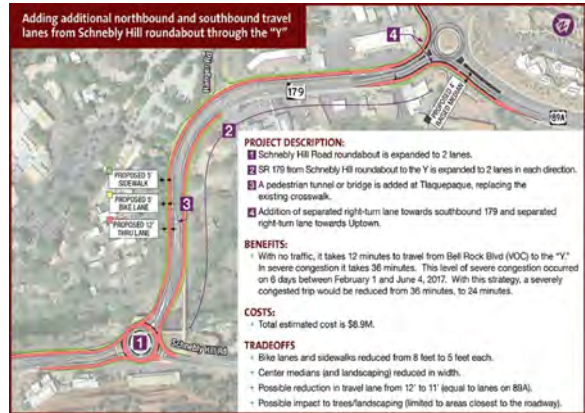 Adding additional northbound and southbound travel
lanes from Schnebly Hill roundabout through the “Y”
4
Ranger Rd
179
PROPOSED 4'
RAISED MEDIAN
89A
2
PROJECT DESCRIPTION:
1 Schnebly Hill Road roundabout is expanded to 2 lanes.
2 SR 179 from Schnebly Hill roundabout to the Y is expanded to 2 lanes in each direction.
3 A pedestrian tunnel or bridge is added at Tlaquepaque, replacing the
existing crosswalk.
4 Addition of separated right-turn lane towards southbound 179 and separated
right-turn lane towards Uptown.
PROPOSED 5'
SIDEWALK
PROPOSED 5'
BIKE LANE
PROPOSED 12'
THRU LANE
3
BENEFITS:
With no traffic, it takes 12 minutes to travel from Bell Rock Blvd (VOC) to the “Y.”
In severe congestion it takes 36 minutes. This level of severe congestion occurred
on 6 days between February 1 and June 4, 2017. With this strategy, a severely
congested trip would be reduced from 36 minutes, to 24 minutes.
COSTS:
Total estimated cost is $8.9M.
1
Schnebly Hill Rd
TRADEOFFS
Bike lanes and sidewalks reduced from 8 feet to 5 feet each.
Center medians (and landscaping) reduced in width.
Possible reduction in travel lane from 12' to 11' (equal to lanes on 89A).
Possible impact to trees/landscaping (limited to areas closest to the roadway).